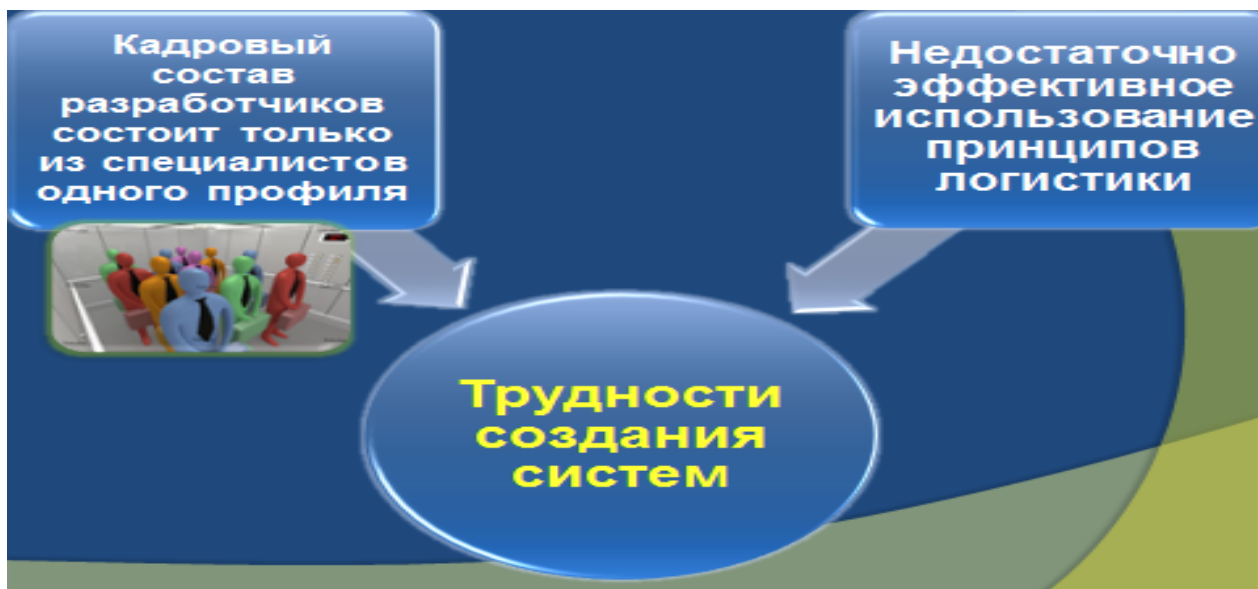 Кадровый
состав
разработчиков
состоит только
из специалистов
одного профиля
Недостаточно
эффективное
использование
принципов
логистики
Трудности
создания
систем